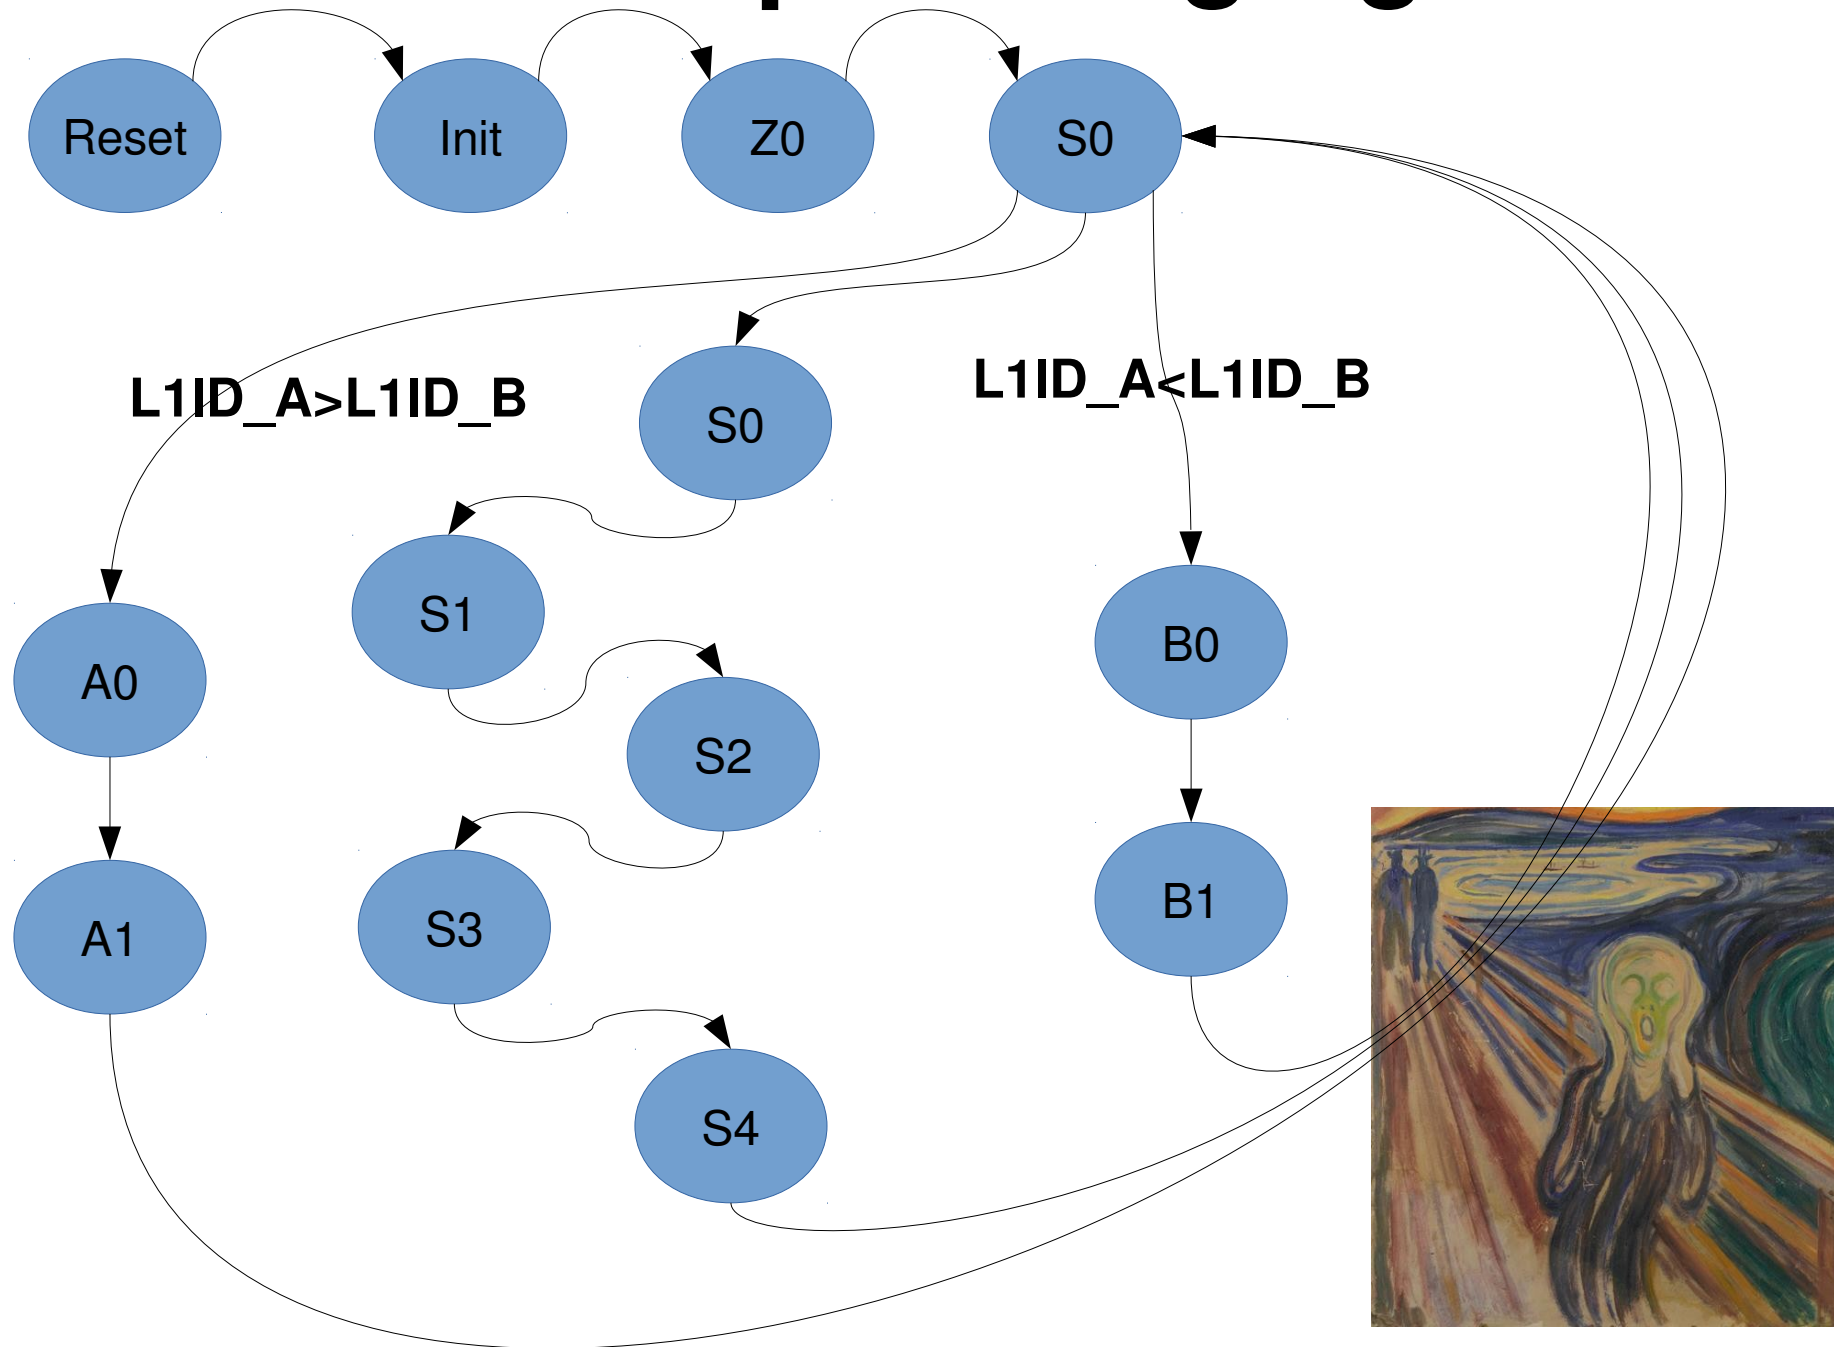 Reset
Init
Z0
S0
L1ID_A>L1ID_B
L1ID_A<L1ID_B
S0
S1
B0
A0
S2
B1
S3
A1
S4